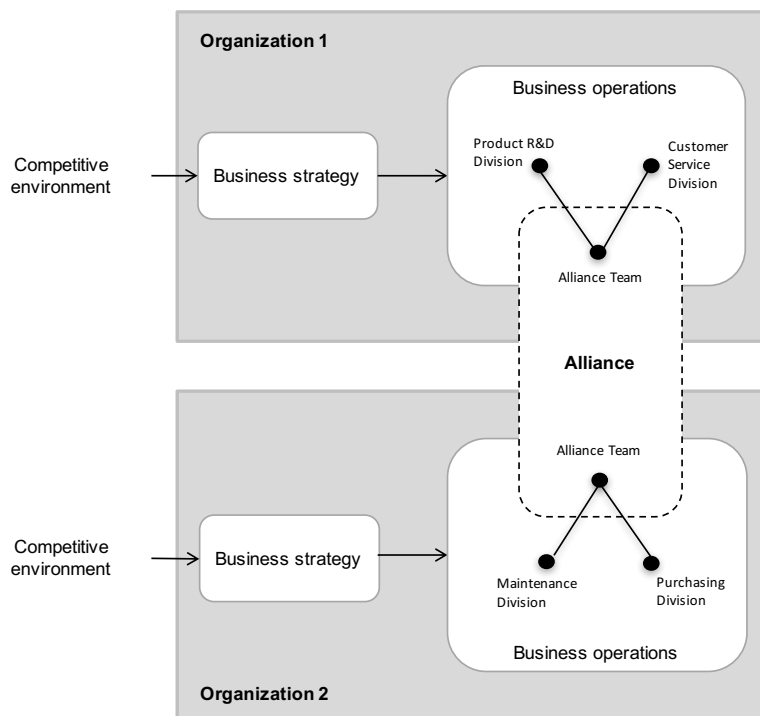 Organization 1
Business operations
Product R&D
Division
Customer
Service
Division
Competitive
environment
Business strategy
Alliance Team
Alliance
Alliance Team
Competitive
environment
Business strategy
Maintenance
Division
Purchasing
Division
Business operations
Organization 2